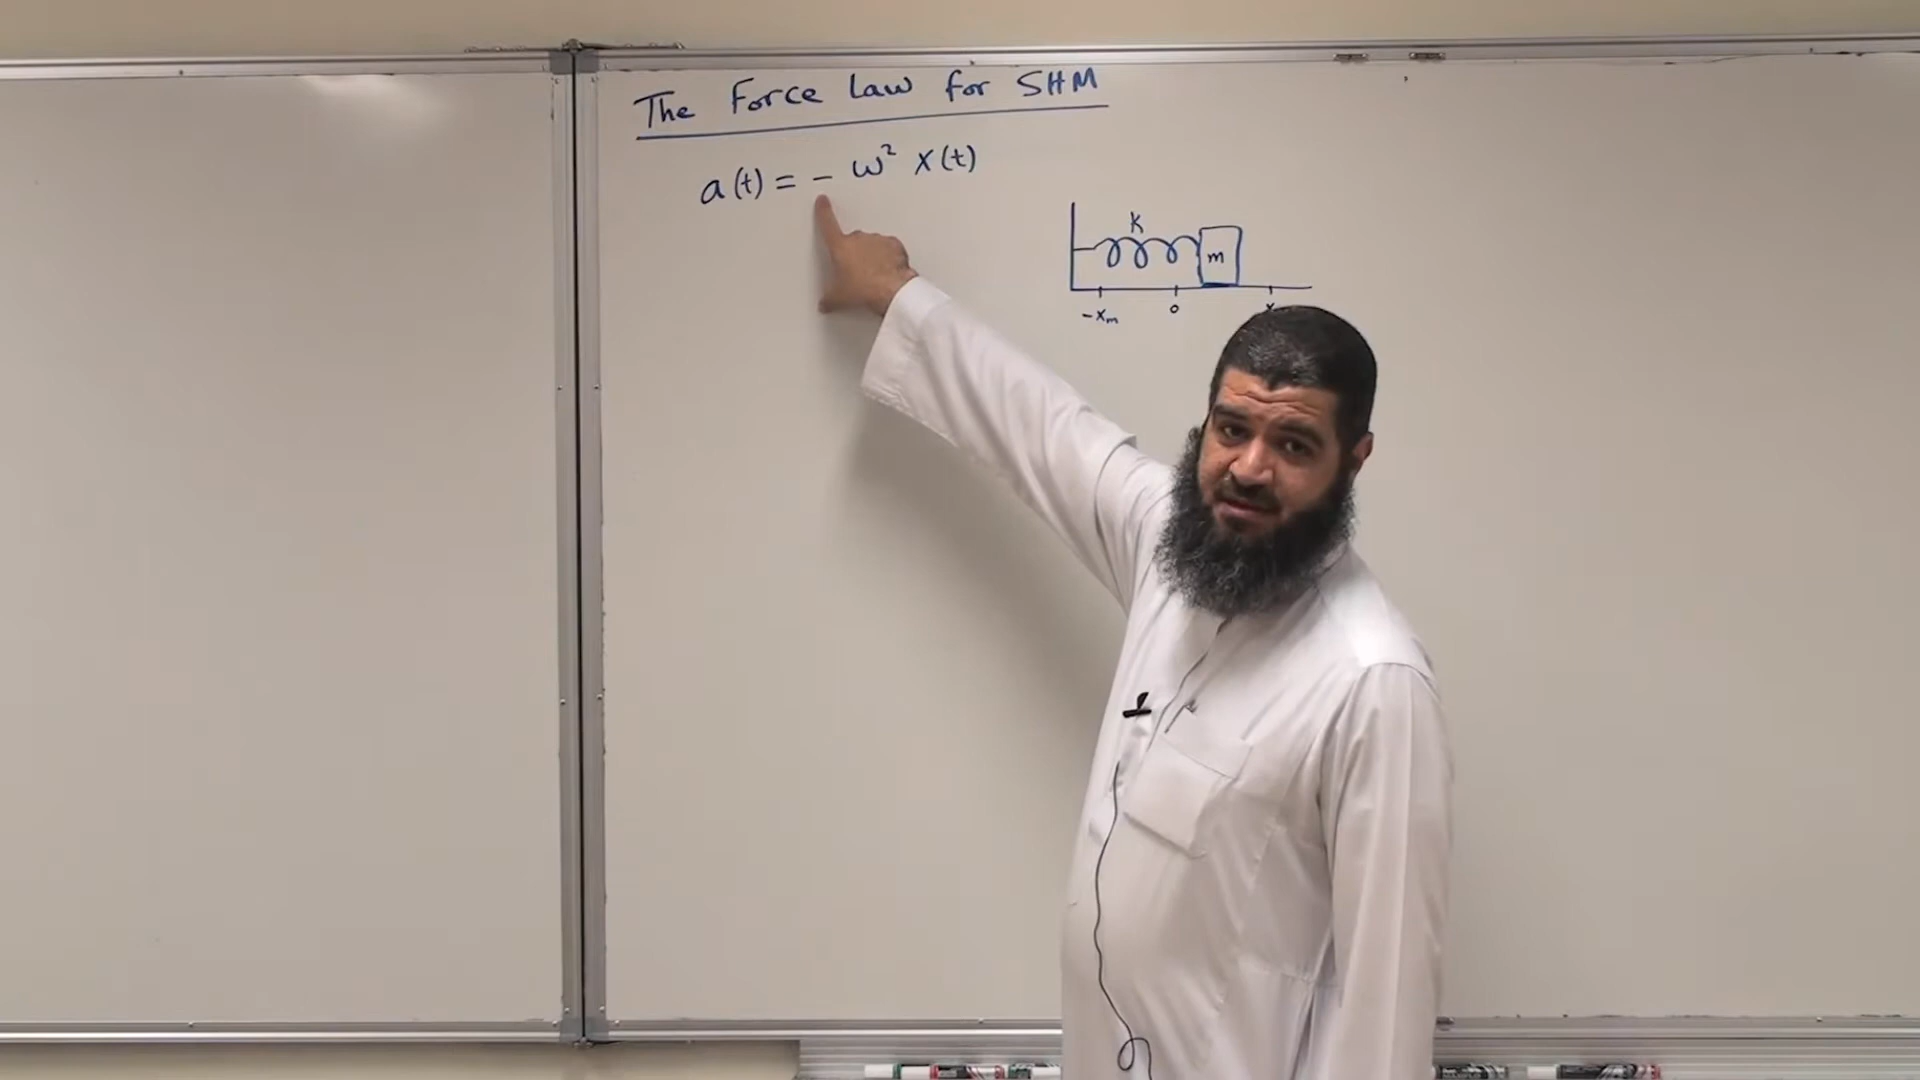 The Force Law for SHM
a(t) = - ω² x(t)
K
m
-xₘ 0 x